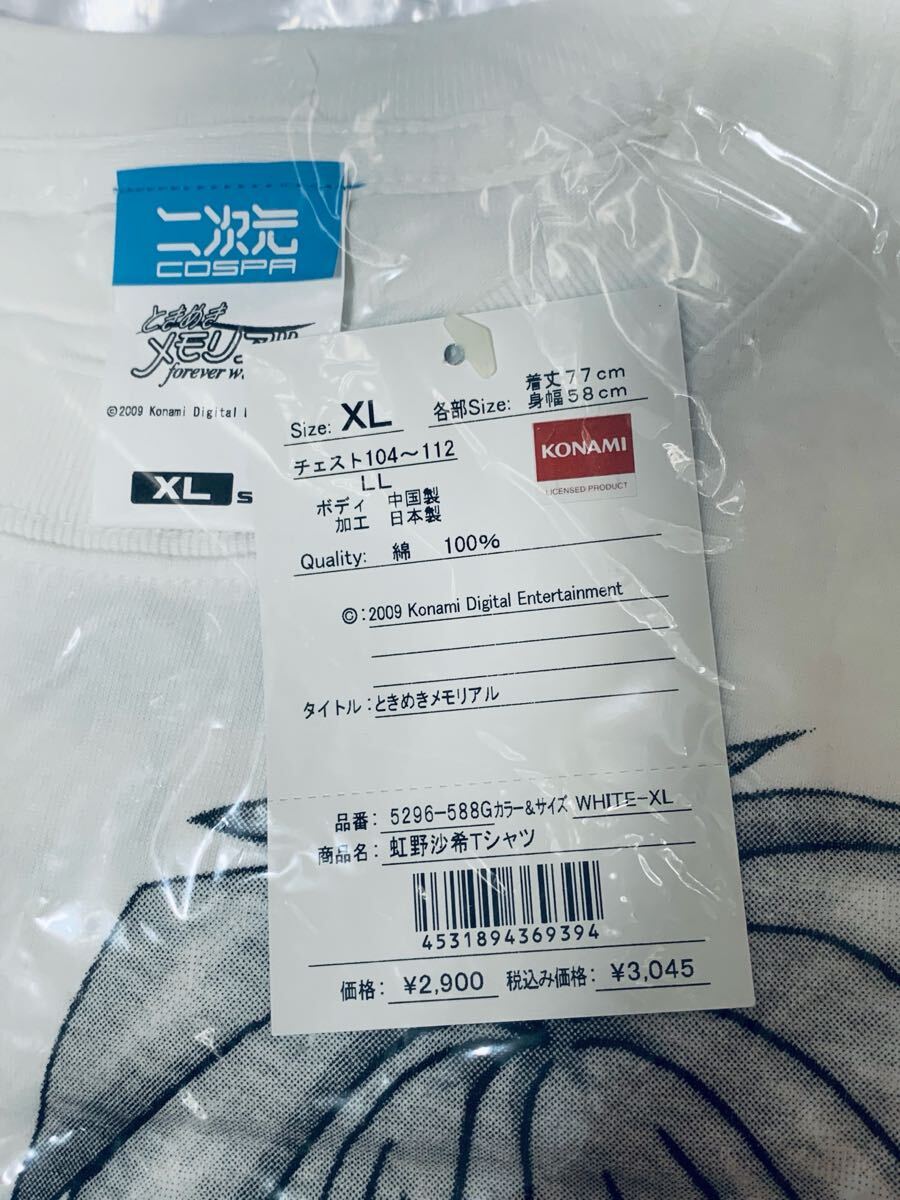 二次元
COSPA
ときめき
メモリア
forever w
©2009 Konami Digital
XL
Size: XL
各部Size: 着丈77cm
身幅58cm
チェスト104～112
LL
ボディ 中国製
加工 日本製
KONAMI
LICENSED PRODUCT
Quality: 綿 100%
©:2009 Konami Digital Entertainment
タイトル:ときめきメモリアル
品番: 5296-588Gカラー&サイズ WHITE-XL
商品名: 虹野沙希Tシャツ
4531894369394
価格: ¥2,900 税込み価格: ¥3,045